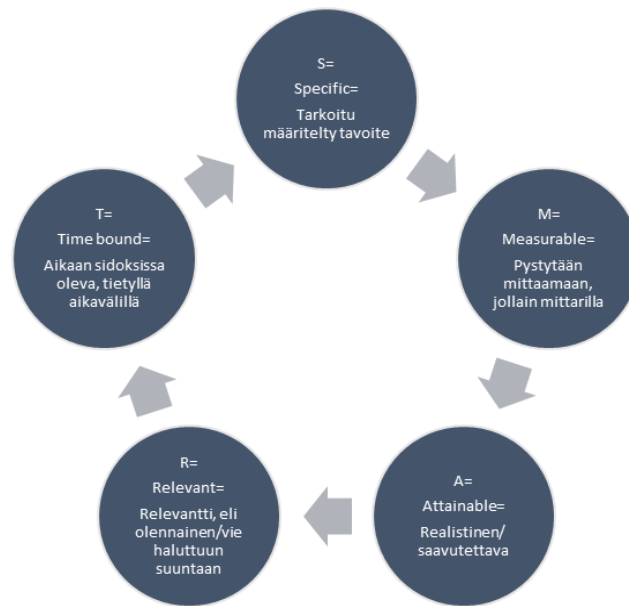 S=
Specific=
Tarkoitu
määritelty tavoite
M=
Measurable=
Pystytään
mittaamaan,
jollain mittarilla
A=
Attainable=
Realistinen/
saavutettava
R=
Relevant=
Relevantti, eli
olennainen/vie
haluttuun
suuntaan
T=
Time bound=
Aikaan sidoksissa
oleva, tietyllä
aikavälillä